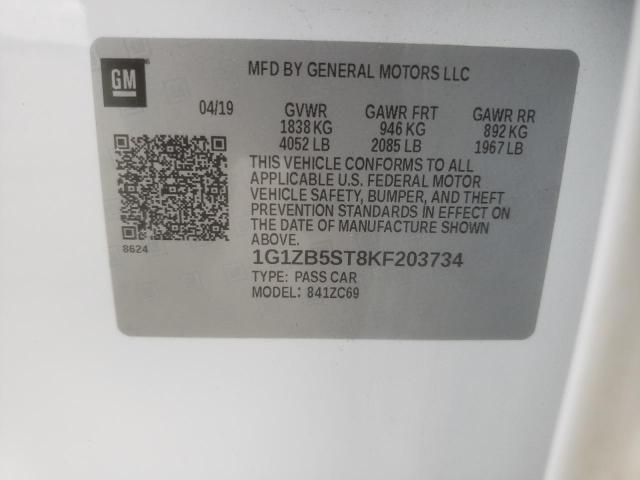 GM
MFD BY GENERAL MOTORS LLC
04/19 GVWR GAWR FRT GAWR RR
1838 KG 946 KG 892 KG
4052 LB 2085 LB 1967 LB
THIS VEHICLE CONFORMS TO ALL
APPLICABLE U.S. FEDERAL MOTOR
VEHICLE SAFETY, BUMPER, AND THEFT
PREVENTION STANDARDS IN EFFECT ON
THE DATE OF MANUFACTURE SHOWN
ABOVE.
8624
1G1ZB5ST8KF203734
TYPE: PASS CAR
MODEL: 841ZC69